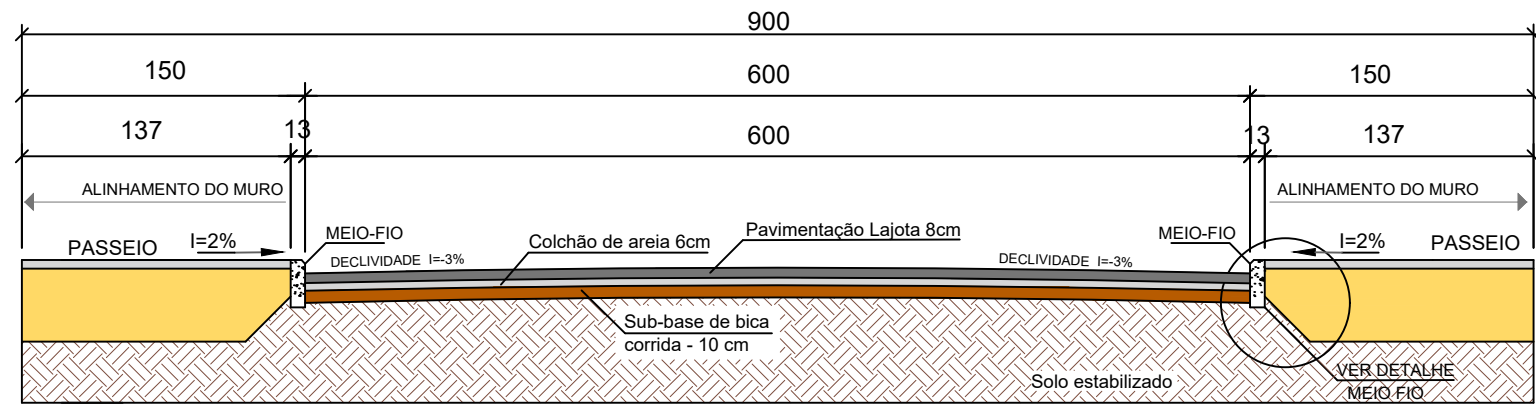 900
150
600
150
137
13
600
13
137
ALINHAMENTO DO MURO
ALINHAMENTO DO MURO
PASSEIO
I=2%
MEIO-FIO
Colchão de areia 6cm
Pavimentação Lajota 8cm
MEIO-FIO
I=2%
PASSEIO
DECLIVIDADE I=-3%
DECLIVIDADE I=-3%
Sub-base de bica
corrida - 10 cm
Solo estabilizado
VER DETALHE
MEIO FIO